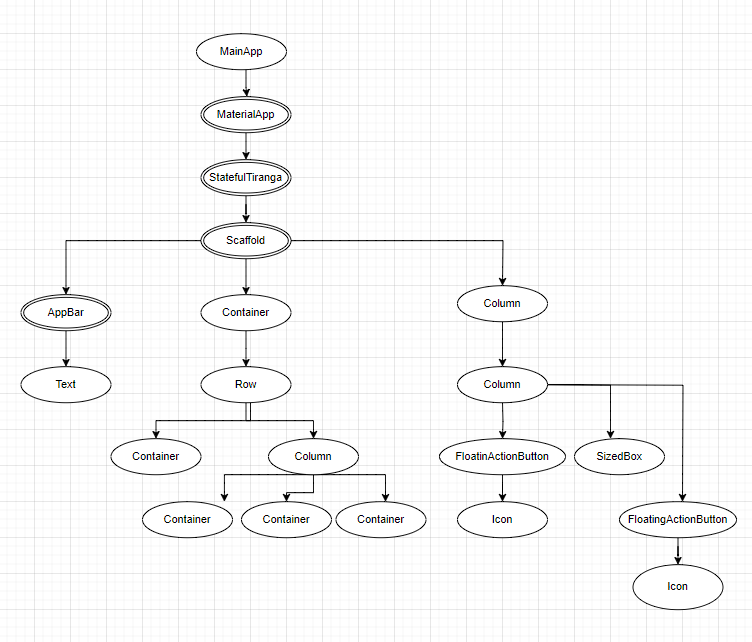 MainApp
MaterialApp
StatefulTiranga
Scaffold
AppBar
Container
Column
Text
Row
Column
Container
Column
FloatinActionButton
SizedBox
Container
Container
Container
Icon
FloatingActionButton
Icon